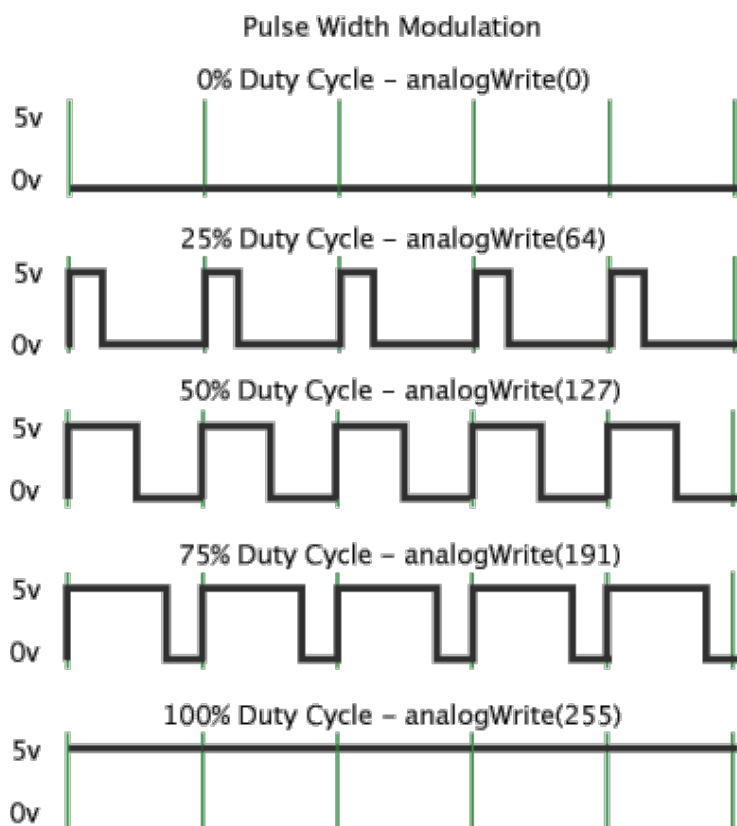 Pulse Width Modulation
0% Duty Cycle – analogWrite(0)
5v
0v
25% Duty Cycle – analogWrite(64)
5v
0v
50% Duty Cycle – analogWrite(127)
5v
0v
75% Duty Cycle – analogWrite(191)
5v
0v
100% Duty Cycle – analogWrite(255)
5v
0v